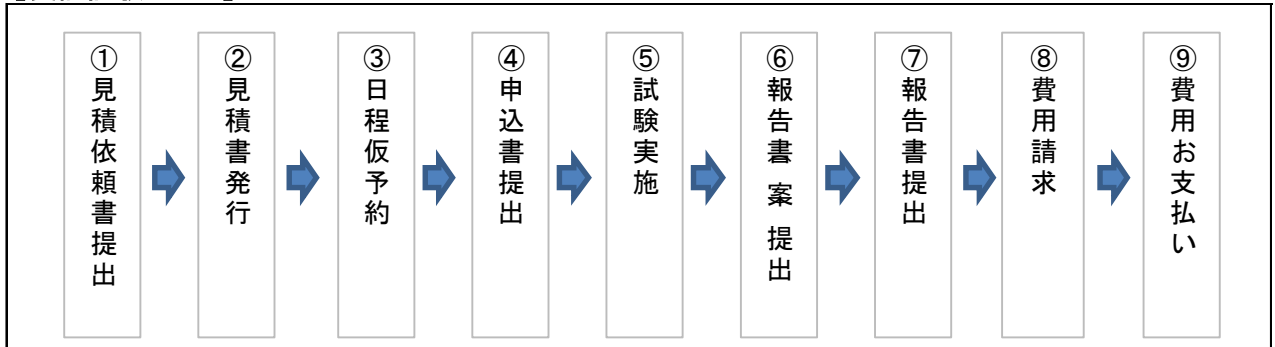 ①見積依頼書提出
②見積書発行
③日程仮予約
④申込書提出
⑤試験実施
⑥報告書 案 提出
⑦報告書提出
⑧費用請求
⑨費用お支払い